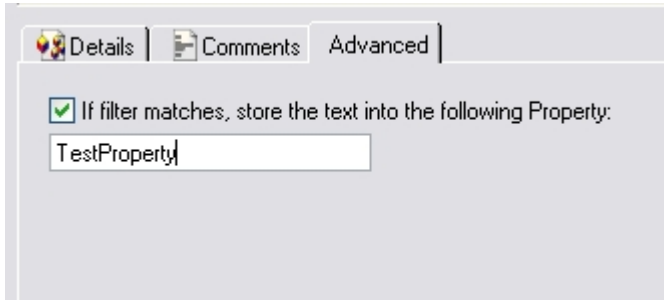 Details Comments Advanced
If filter matches, store the text into the following Property:
TestProperty